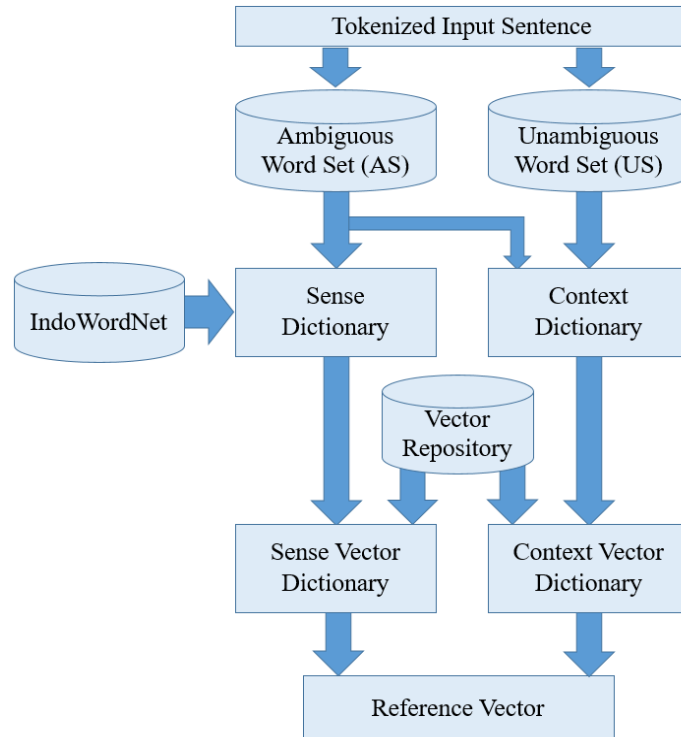 Tokenized Input Sentence
Ambiguous
Word Set (AS)
Unambiguous
Word Set (US)
IndoWordNet
Sense
Dictionary
Context
Dictionary
Vector
Repository
Sense Vector
Dictionary
Context Vector
Dictionary
Reference Vector